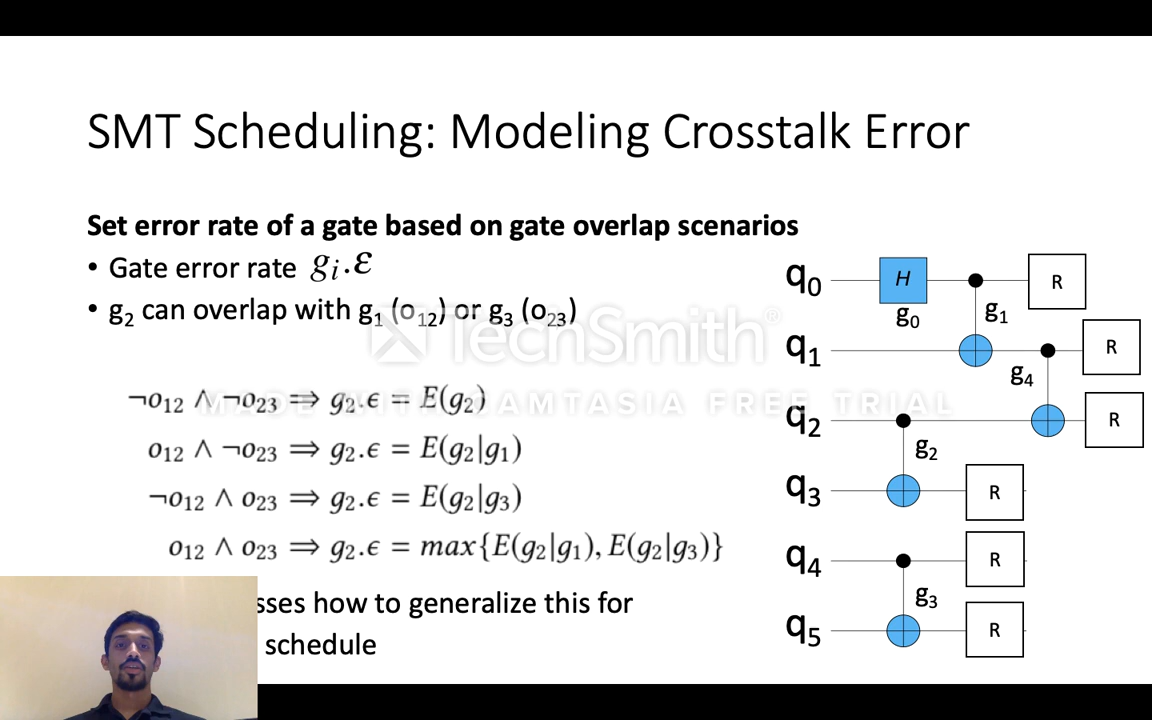 SMT Scheduling: Modeling Crosstalk Error
Set error rate of a gate based on gate overlap scenarios
• Gate error rate gᵢ.ε
• g₂ can overlap with g₁ (o₁₂) or g₃ (o₂₃)
¬o₁₂ ∧ ¬o₂₃ ⟹ g₂.ϵ = E(g₂)
o₁₂ ∧ ¬o₂₃ ⟹ g₂.ϵ = E(g₂|g₁)
¬o₁₂ ∧ o₂₃ ⟹ g₂.ϵ = E(g₂|g₃)
o₁₂ ∧ o₂₃ ⟹ g₂.ϵ = max{E(g₂|g₁), E(g₂|g₃)}
how to generalize this for
schedule
TechSmith®
MADE WITH CAMTASIA FREE TRIAL
q₀ H R
g₀ g₁
q₁ R
g₄
q₂ R
g₂
q₃ R
q₄ R
g₃
q₅ R